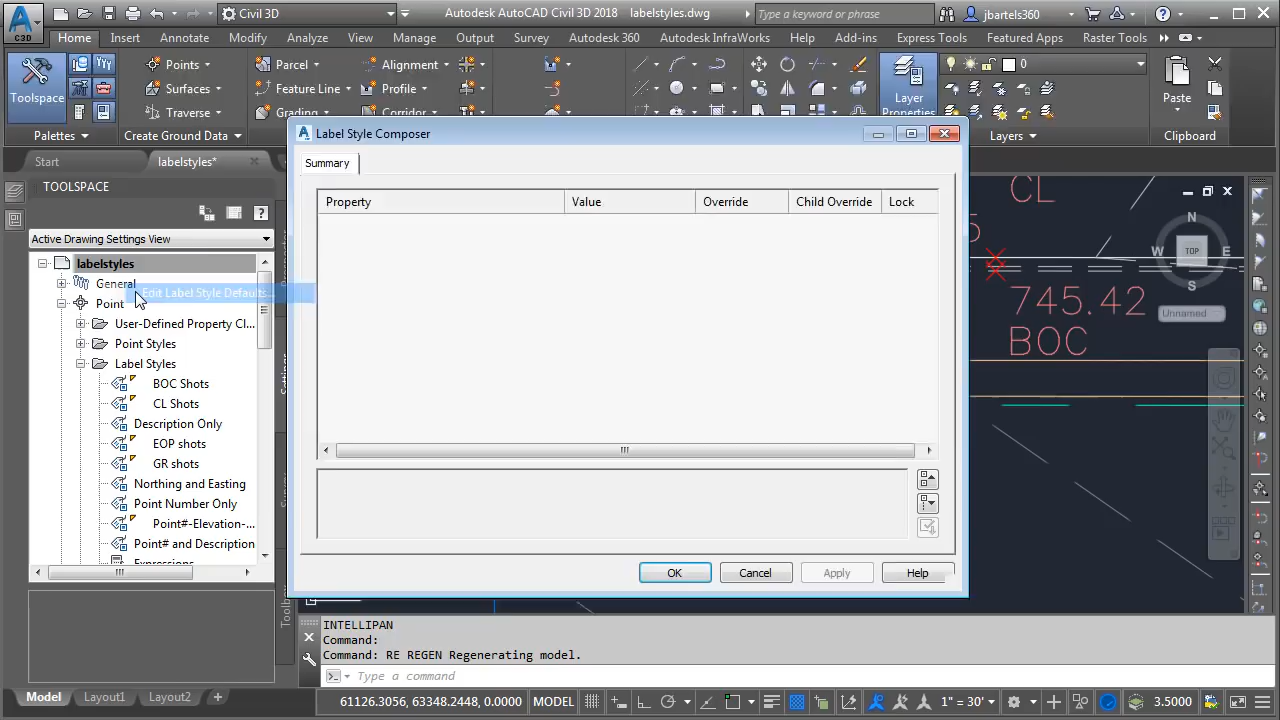 A C3D Civil 3D Autodesk AutoCAD Civil 3D 2018 labelstyles.dwg Type a keyword or phrase jbartels360
Home Insert Annotate Modify Analyze View Manage Output Survey Autodesk 360 Autodesk InfraWorks Help Add-ins Express Tools Featured Apps Raster Tools
Toolspace
Points Parcel Alignment
Surfaces Feature Line Profile
Traverse Grading Corridor
Layer Properties
0
Paste
Palettes Create Ground Data Layers Clipboard
Start labelstyles*
TOOLSPACE
Active Drawing Settings View
labelstyles
General
Edit Label Style Defaults...
Point
User-Defined Property Cl...
Point Styles
Label Styles
BOC Shots
CL Shots
Description Only
EOP shots
GR shots
Northing and Easting
Point Number Only
Point#-Elevation-...
Point# and Description
Expressions
Settings
Survey
Toolbox
Label Style Composer
Summary
Property Value Override Child Override Lock
OK Cancel Apply Help
CL
5
745.42
BOC
N
W TOP E
S
Unnamed
INTELLIPAN
Command:
Command: RE REGEN Regenerating model.
Type a command
Model Layout1 Layout2 + 61126.3056, 63348.2448, 0.0000 MODEL 1" = 30' 3.5000